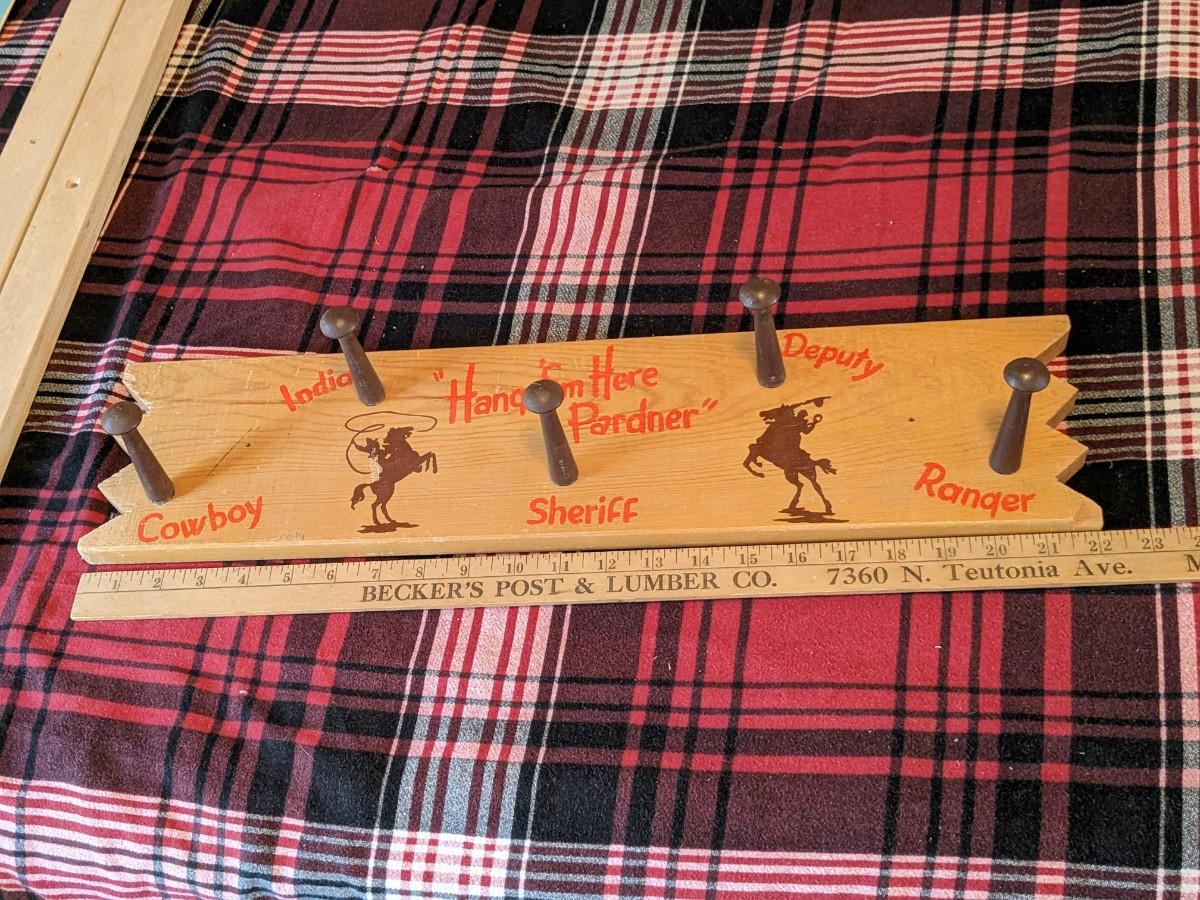 India
Deputy
"Hang 'Em Here
Pardner"
Cowboy
Sheriff
Ranger
1 2 3 4 5 6 7 8 9 10 11 12 13 14 15 16 17 18 19 20 21 22 23
BECKER'S POST & LUMBER CO. 7360 N. Teutonia Ave. M